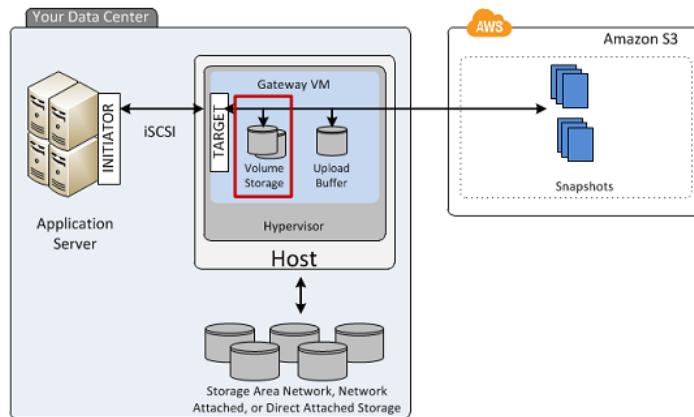 Your Data Center
AWS
Amazon S3
Gateway VM
INITIATOR
iSCSI
TARGET
Volume
Storage
Upload
Buffer
Snapshots
Application
Server
Hypervisor
Host
Storage Area Network, Network
Attached, or Direct Attached Storage